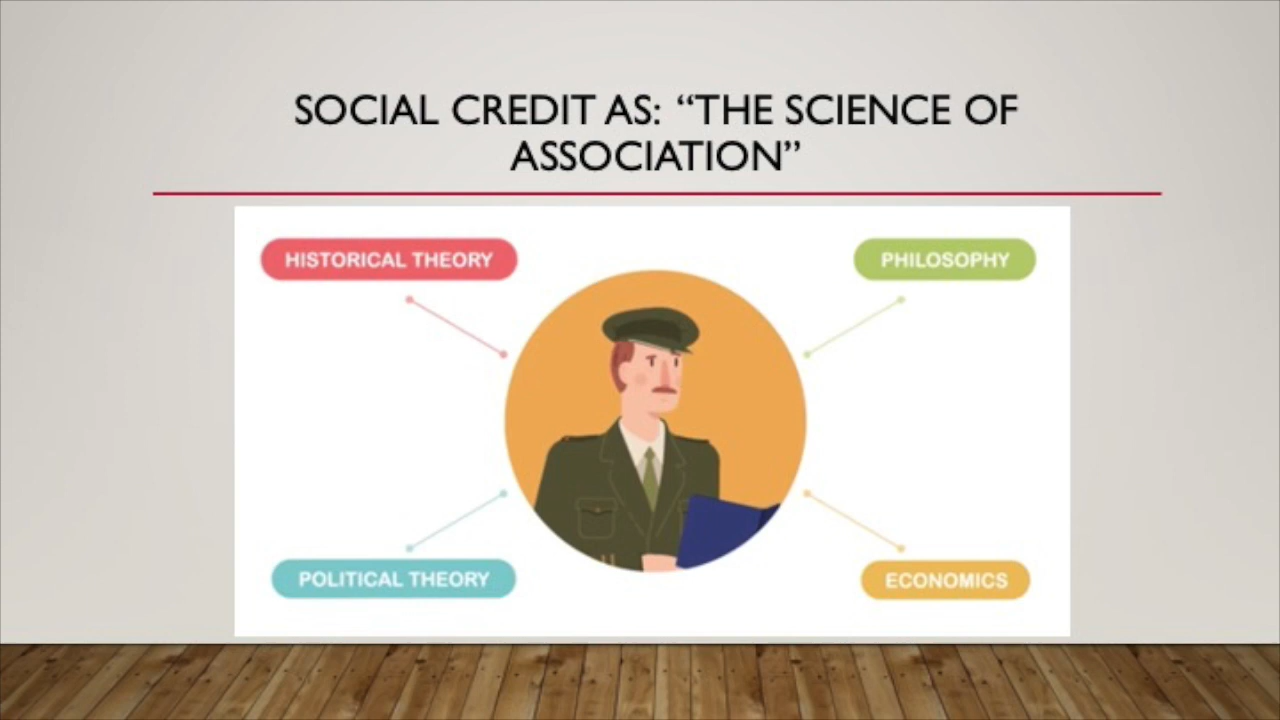 SOCIAL CREDIT AS: “THE SCIENCE OF
ASSOCIATION”
HISTORICAL THEORY
PHILOSOPHY
POLITICAL THEORY
ECONOMICS